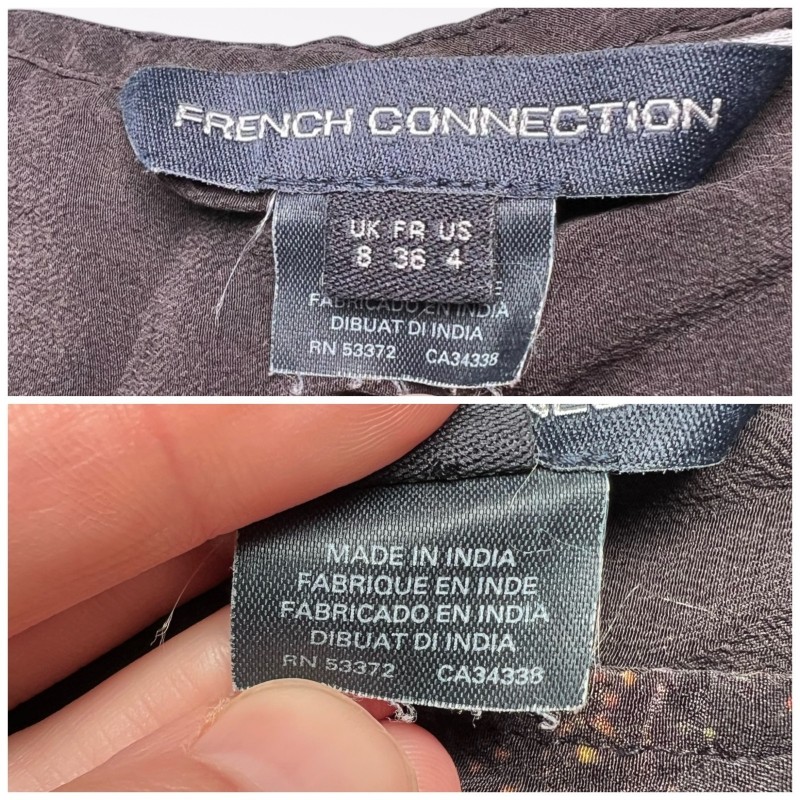 FRENCH CONNECTION
UK FR US
8 36 4
DE
FABRICADO EN INDIA
DIBUAT DI INDIA
RN 53372 CA34338
MADE IN INDIA
FABRIQUE EN INDE
FABRICADO EN INDIA
DIBUAT DI INDIA
RN 53372 CA34338